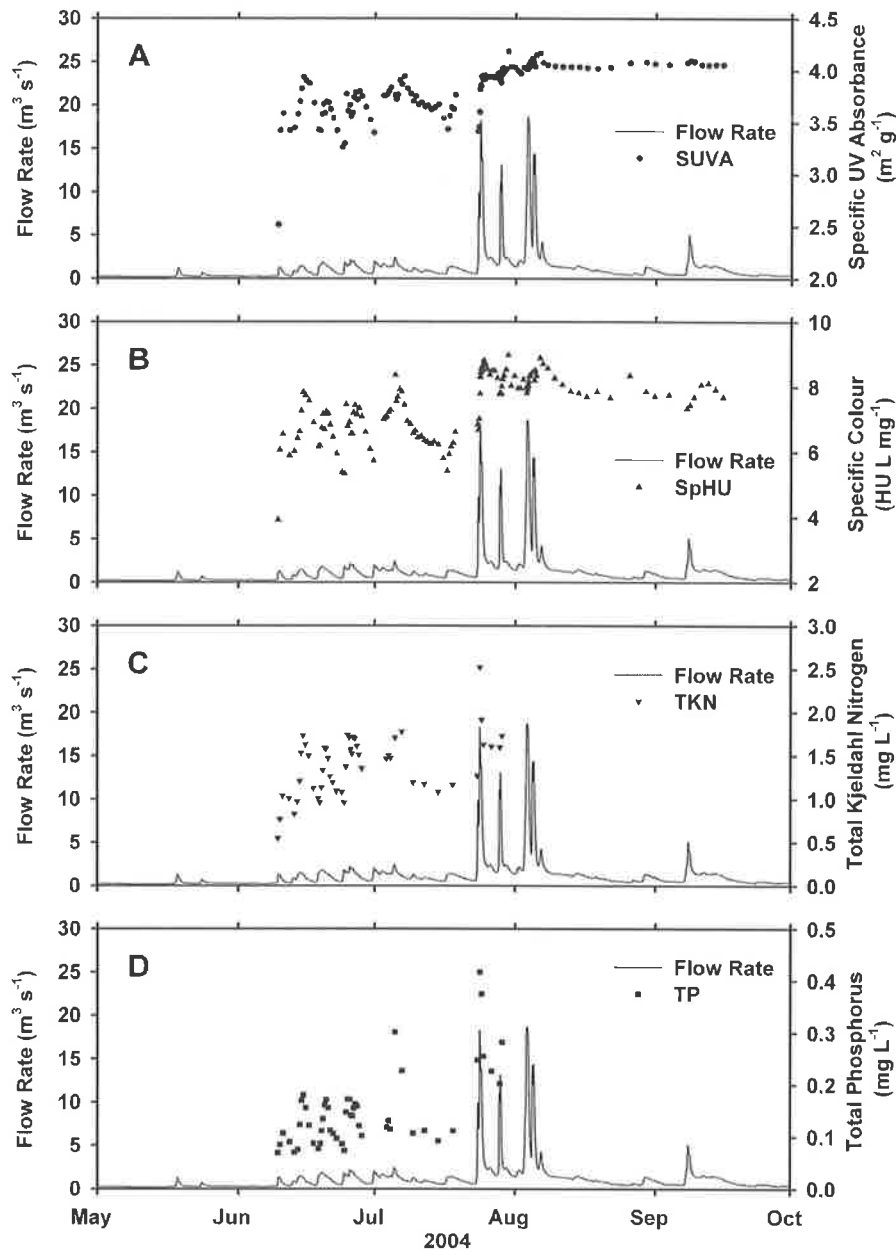 A
Flow Rate (m³ s⁻¹)
30
25
20
15
10
5
0
Flow Rate
SUVA
4.5
4.0
3.5
3.0
2.5
2.0
Specific UV Absorbance
(m² g⁻¹)
B
Flow Rate (m³ s⁻¹)
30
25
20
15
10
5
0
Flow Rate
SpHU
10
8
6
4
2
Specific Colour
(HU L mg⁻¹)
C
Flow Rate (m³ s⁻¹)
30
25
20
15
10
5
0
Flow Rate
TKN
3.0
2.5
2.0
1.5
1.0
0.5
0.0
Total Kjeldahl Nitrogen
(mg L⁻¹)
D
Flow Rate (m³ s⁻¹)
30
25
20
15
10
5
0
Flow Rate
TP
0.5
0.4
0.3
0.2
0.1
0.0
Total Phosphorus
(mg L⁻¹)
May Jun Jul Aug Sep Oct
2004